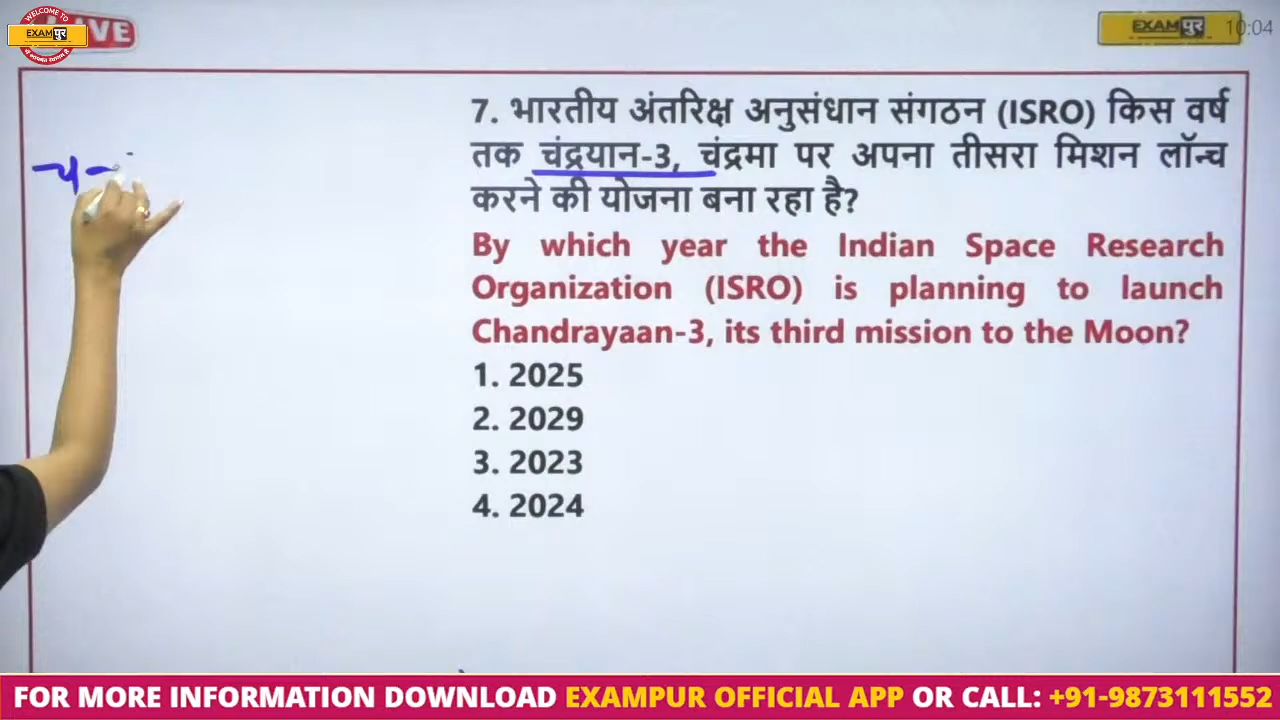 WELCOME TO
EXAMपुर
LIVE
EXAMपुर 10:04
7. भारतीय अंतरिक्ष अनुसंधान संगठन (ISRO) किस वर्ष
तक चंद्रयान-3, चंद्रमा पर अपना तीसरा मिशन लॉन्च
करने की योजना बना रहा है?
By which year the Indian Space Research
Organization (ISRO) is planning to launch
Chandrayaan-3, its third mission to the Moon?
1. 2025
2. 2029
3. 2023
4. 2024
FOR MORE INFORMATION DOWNLOAD EXAMPUR OFFICIAL APP OR CALL: +91-9873111552